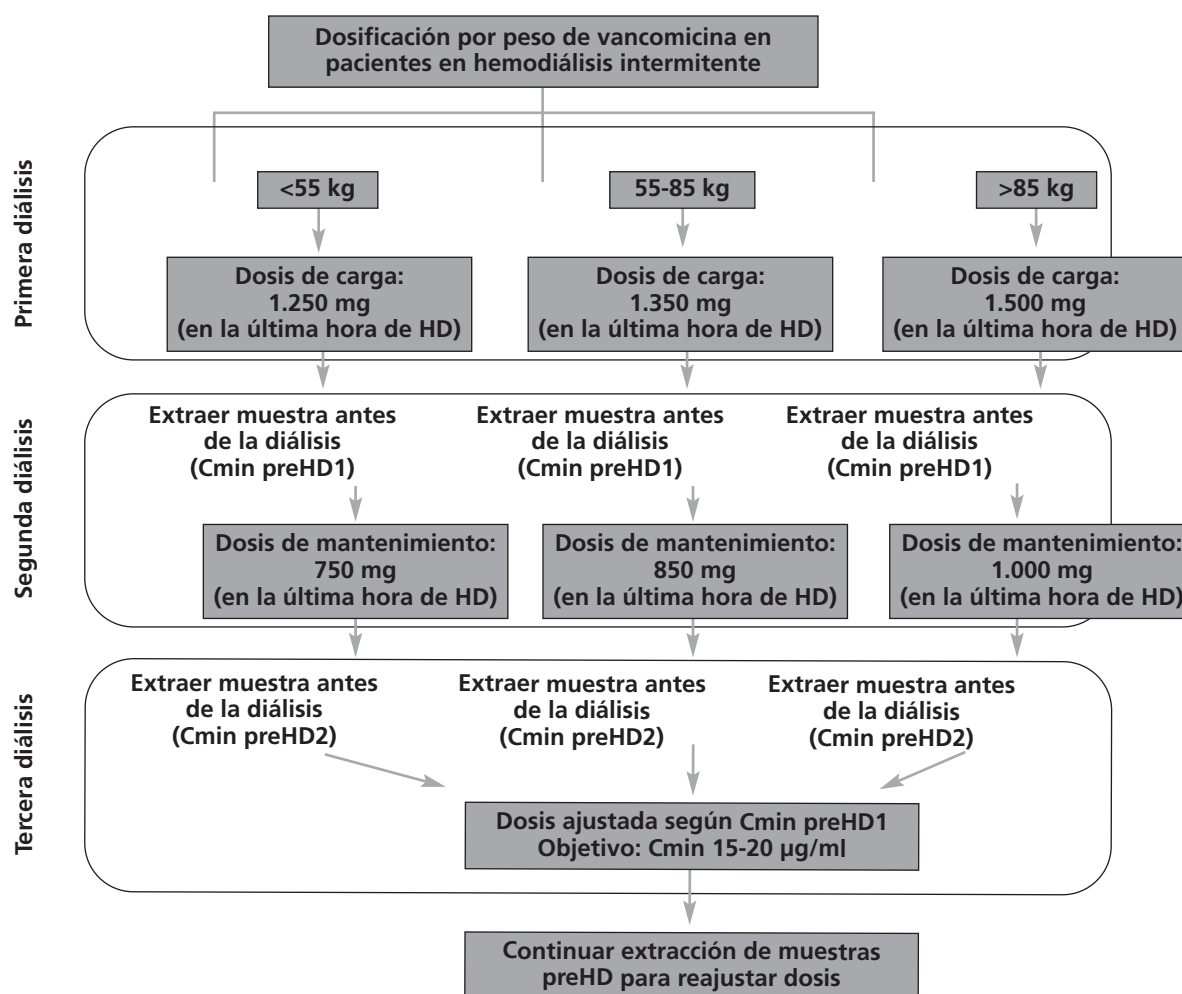 Dosificación por peso de vancomicina en
pacientes en hemodiálisis intermitente
Primera diálisis
<55 kg
55-85 kg
>85 kg
Dosis de carga:
1.250 mg
(en la última hora de HD)
Dosis de carga:
1.350 mg
(en la última hora de HD)
Dosis de carga:
1.500 mg
(en la última hora de HD)
Segunda diálisis
Extraer muestra antes
de la diálisis
(Cmin preHD1)
Extraer muestra antes
de la diálisis
(Cmin preHD1)
Extraer muestra antes
de la diálisis
(Cmin preHD1)
Dosis de mantenimiento:
750 mg
(en la última hora de HD)
Dosis de mantenimiento:
850 mg
(en la última hora de HD)
Dosis de mantenimiento:
1.000 mg
(en la última hora de HD)
Tercera diálisis
Extraer muestra antes
de la diálisis
(Cmin preHD2)
Extraer muestra antes
de la diálisis
(Cmin preHD2)
Extraer muestra antes
de la diálisis
(Cmin preHD2)
Dosis ajustada según Cmin preHD1
Objetivo: Cmin 15-20 µg/ml
Continuar extracción de muestras
preHD para reajustar dosis